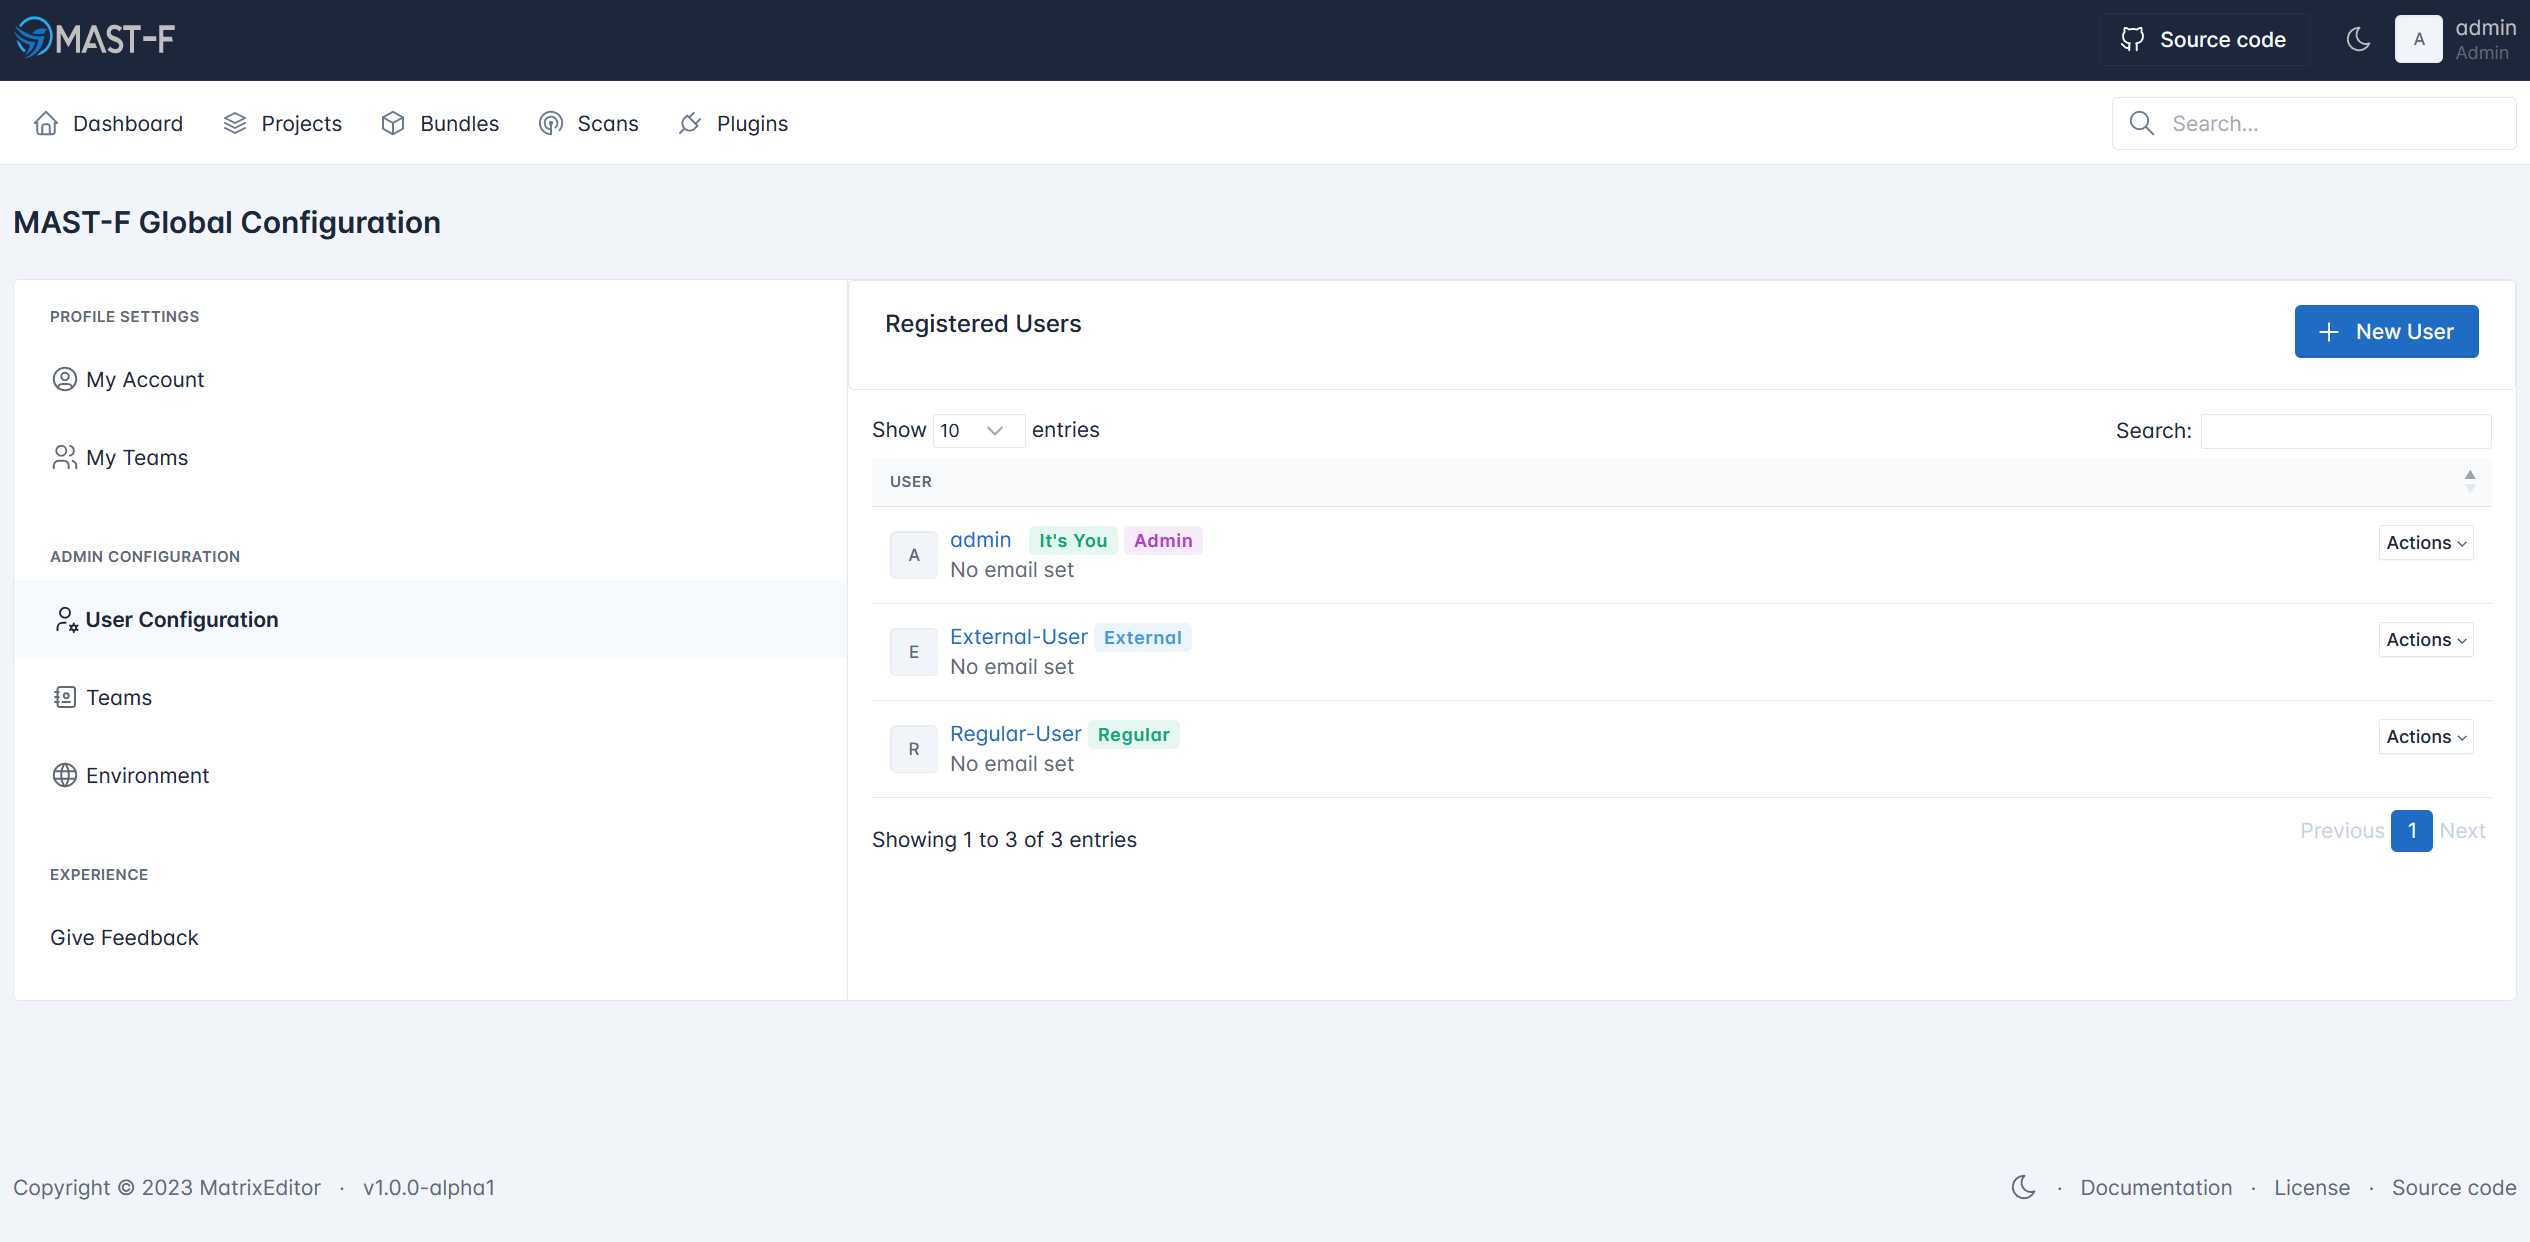 MAST-F
Source code
A
admin
Admin
Dashboard
Projects
Bundles
Scans
Plugins
Search...
MAST-F Global Configuration
PROFILE SETTINGS
My Account
My Teams
ADMIN CONFIGURATION
User Configuration
Teams
Environment
EXPERIENCE
Give Feedback
Registered Users
New User
Show 10 entries
Search:
USER
A
admin It's You Admin
No email set
Actions
E
External-User External
No email set
Actions
R
Regular-User Regular
No email set
Actions
Showing 1 to 3 of 3 entries
Previous 1 Next
Copyright © 2023 MatrixEditor · v1.0.0-alpha1
· Documentation · License · Source code